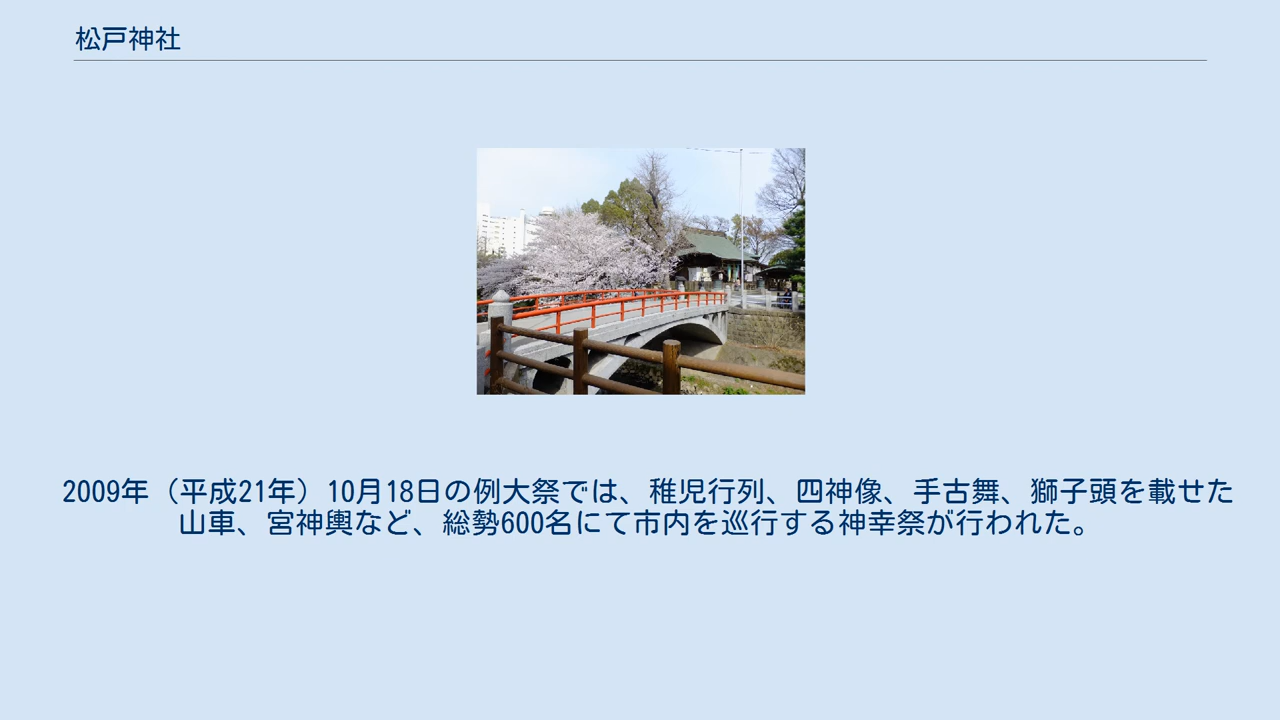 松戸神社
2009年（平成21年）10月18日の例大祭では、稚児行列、四神像、手古舞、獅子頭を載せた
山車、宮神輿など、総勢600名にて市内を巡行する神幸祭が行われた。